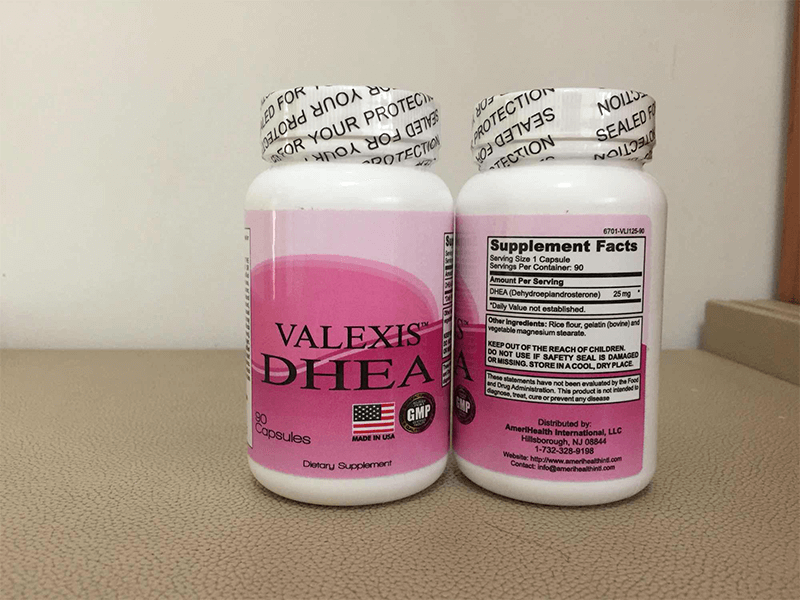 SEALED FOR YOUR PROTECTION
VALEXIS™
DHEA
90
Capsules
MADE IN USA
GMP
Dietary Supplement
PROTECTION
SEALED FOR
6701-VLI125-90
Supplement Facts
Serving Size 1 Capsule
Servings Per Container: 90
Amount Per Serving
DHEA (Dehydroepiandrosterone) 25 mg *
*Daily Value not established.
Other Ingredients: Rice flour, gelatin (bovine) and
vegetable magnesium stearate.
KEEP OUT OF THE REACH OF CHILDREN.
DO NOT USE IF SAFETY SEAL IS DAMAGED
OR MISSING. STORE IN A COOL, DRY PLACE.
These statements have not been evaluated by the Food
and Drug Administration. This product is not intended to
diagnose, treat, cure or prevent any disease
GMP
Distributed by:
AmeriHealth International, LLC
Hillsborough, NJ 08844
1-732-328-9198
Website: http://www.amerihealthintl.com
Contact: info@amerihealthintl.com